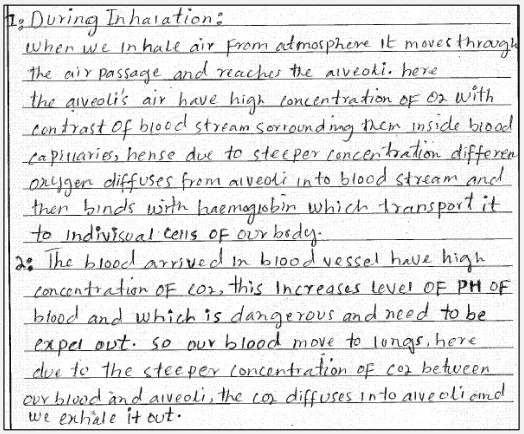 1: During Inhalation:
When we inhale air from atmosphere it moves through
the air passage and reaches the alveoli. here
the alveoli's air have high concentration of O2 with
contrast of blood stream sorrounding them inside blood
capillaries, hense due to steeper concentration differen
oxygen diffuses from alveoli into blood stream and
then binds with haemoglobin which transport it
to indivisual cells of our body.
2: The blood arrived in blood vessel have high
concentration of CO2, this increases level of PH of
blood and which is dangerous and need to be
expel out. so our blood move to lungs, here
due to the steeper concentration of CO2 between
our blood and alveoli, the CO2 diffuses into alveoli and
we exhale it out.